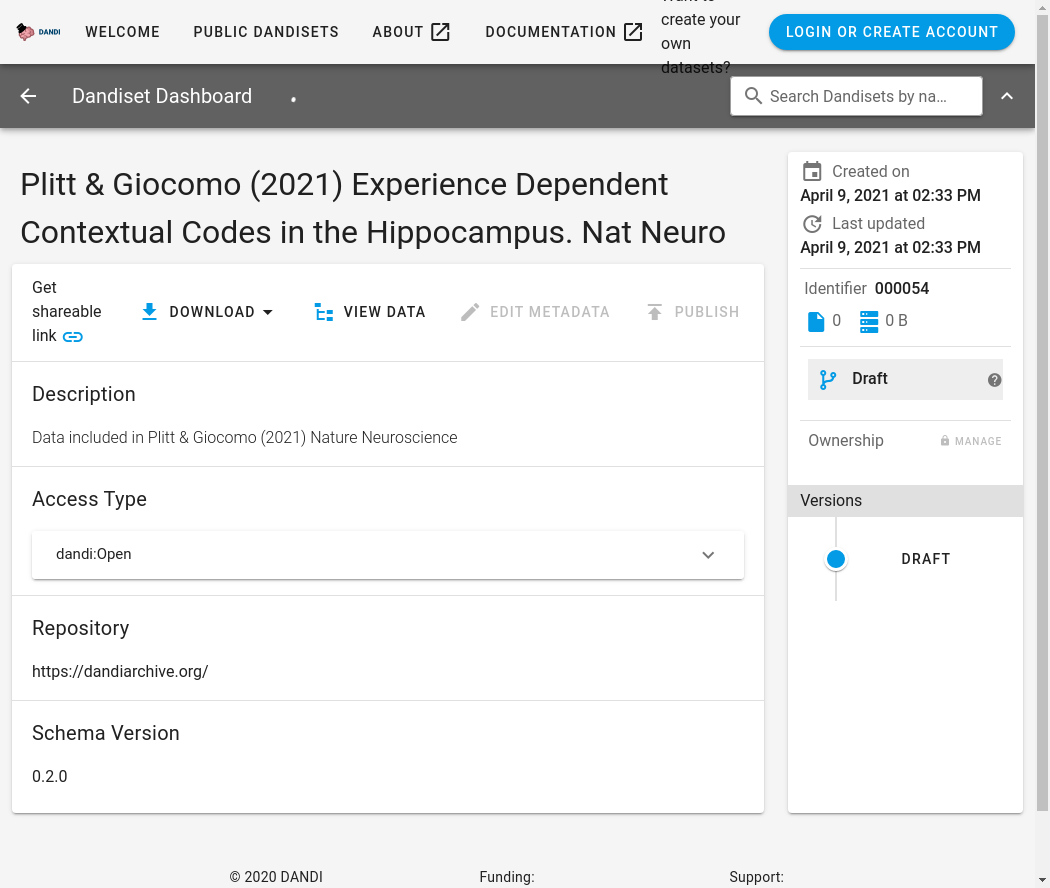 DANDI
WELCOME
PUBLIC DANDISETS
ABOUT
DOCUMENTATION
create your
own
datasets?
LOGIN OR CREATE ACCOUNT
Dandiset Dashboard
Search Dandisets by na...
Plitt & Giocomo (2021) Experience Dependent
Contextual Codes in the Hippocampus. Nat Neuro
Get
shareable
link
DOWNLOAD
VIEW DATA
EDIT METADATA
PUBLISH
Description
Data included in Plitt & Giocomo (2021) Nature Neuroscience
Access Type
dandi:Open
Repository
https://dandiarchive.org/
Schema Version
0.2.0
Created on
April 9, 2021 at 02:33 PM
Last updated
April 9, 2021 at 02:33 PM
Identifier 000054
0
0 B
Draft
Ownership
MANAGE
Versions
DRAFT
© 2020 DANDI
Funding:
Support: